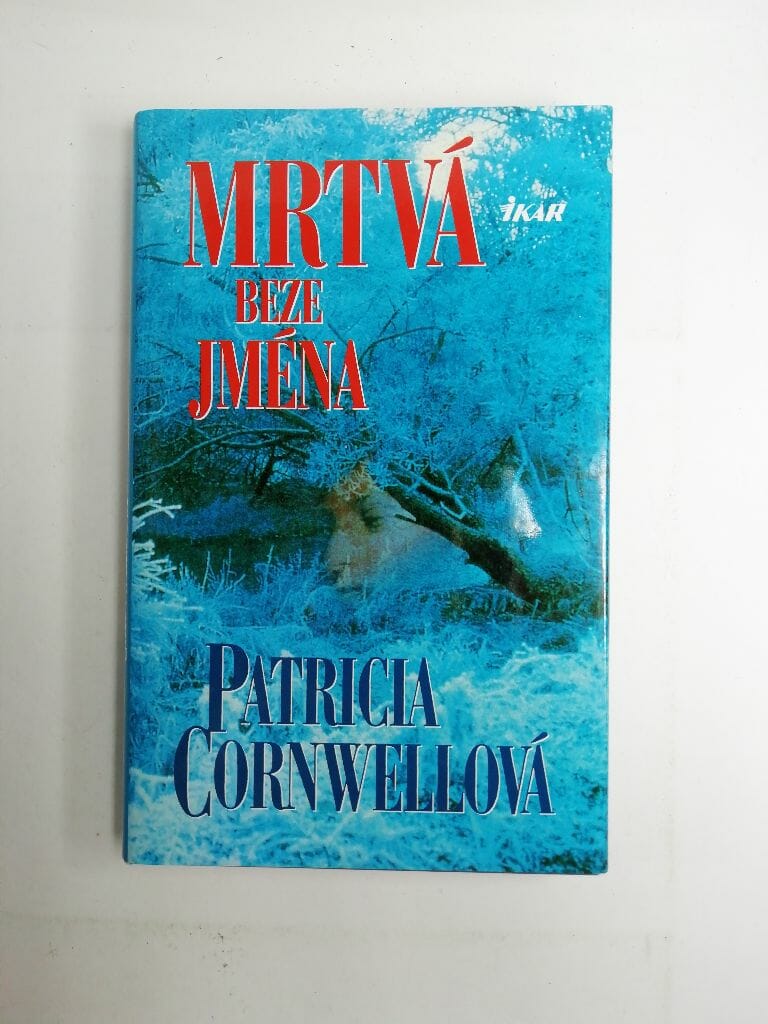 MRTVÁ
IKAR
BEZE
JMÉNA
PATRICIA
CORNWELLOVÁ